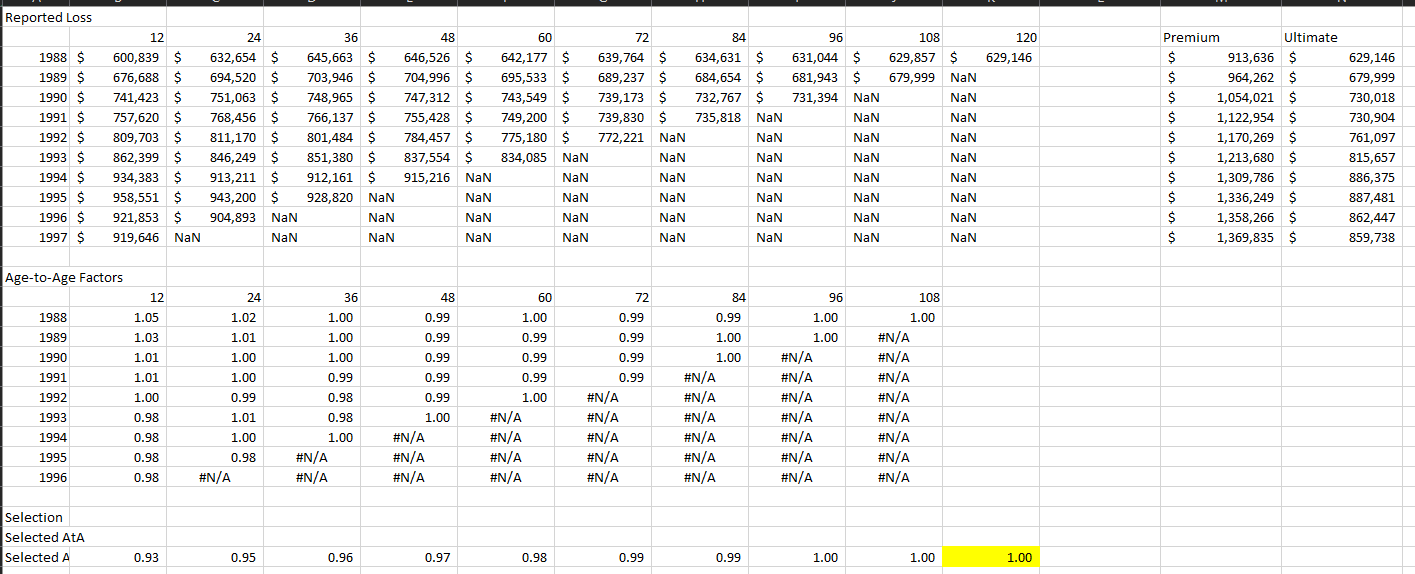 Reported Loss
12 24 36 48 60 72 84 96 108 120 Premium Ultimate
1988 $ 600,839 $ 632,654 $ 645,663 $ 646,526 $ 642,177 $ 639,764 $ 634,631 $ 631,044 $ 629,857 $ 629,146 $ 913,636 $ 629,146
1989 $ 676,688 $ 694,520 $ 703,946 $ 704,996 $ 695,533 $ 689,237 $ 684,654 $ 681,943 $ 679,999 NaN $ 964,262 $ 679,999
1990 $ 741,423 $ 751,063 $ 748,965 $ 747,312 $ 743,549 $ 739,173 $ 732,767 $ 731,394 NaN NaN $ 1,054,021 $ 730,018
1991 $ 757,620 $ 768,456 $ 766,137 $ 755,428 $ 749,200 $ 739,830 $ 735,818 NaN NaN NaN $ 1,122,954 $ 730,904
1992 $ 809,703 $ 811,170 $ 801,484 $ 784,457 $ 775,180 $ 772,221 NaN NaN NaN NaN $ 1,170,269 $ 761,097
1993 $ 862,399 $ 846,249 $ 851,380 $ 837,554 $ 834,085 NaN NaN NaN NaN NaN $ 1,213,680 $ 815,657
1994 $ 934,383 $ 913,211 $ 912,161 $ 915,216 NaN NaN NaN NaN NaN NaN $ 1,309,786 $ 886,375
1995 $ 958,551 $ 943,200 $ 928,820 NaN NaN NaN NaN NaN NaN NaN $ 1,336,249 $ 887,481
1996 $ 921,853 $ 904,893 NaN NaN NaN NaN NaN NaN NaN NaN $ 1,358,266 $ 862,447
1997 $ 919,646 NaN NaN NaN NaN NaN NaN NaN NaN NaN $ 1,369,835 $ 859,738
Age-to-Age Factors
12 24 36 48 60 72 84 96 108
1988 1.05 1.02 1.00 0.99 1.00 0.99 0.99 1.00 1.00
1989 1.03 1.01 1.00 0.99 0.99 0.99 1.00 1.00 #N/A
1990 1.01 1.00 1.00 0.99 0.99 0.99 1.00 #N/A #N/A
1991 1.01 1.00 0.99 0.99 0.99 0.99 #N/A #N/A #N/A
1992 1.00 0.99 0.98 0.99 1.00 #N/A #N/A #N/A #N/A
1993 0.98 1.01 0.98 1.00 #N/A #N/A #N/A #N/A #N/A
1994 0.98 1.00 1.00 #N/A #N/A #N/A #N/A #N/A #N/A
1995 0.98 0.98 #N/A #N/A #N/A #N/A #N/A #N/A #N/A
1996 0.98 #N/A #N/A #N/A #N/A #N/A #N/A #N/A #N/A
Selection
Selected AtA
Selected A 0.93 0.95 0.96 0.97 0.98 0.99 0.99 1.00 1.00 1.00